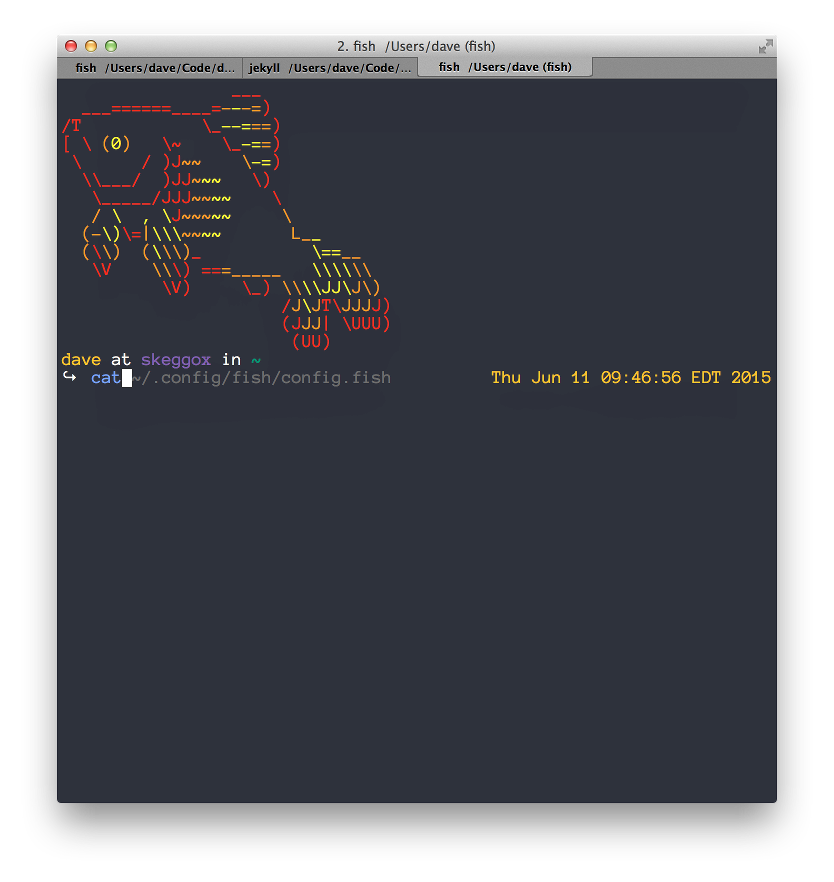 2. fish  /Users/dave (fish)
fish  /Users/dave/Code/d...  jekyll  /Users/dave/Code/...  fish  /Users/dave (fish)
                 ___
  ___======____=---=)
/T            \_--===)
[ \ (0)   \~    \_-==)
 \      / )J~~    \-=)
  \\___/  )JJ~~~   \)
   \_____/JJJ~~~~    \
   / \  , \J~~~~~     \
  (-\)\=|\\\~~~~       L__
  (\\)  (\\\)_           \==__
   \V    \\\) ===_____   \\\\\\
          \V)     \_) \\\\JJ\J\)
                      /J\JT\JJJJ)
                      (JJJ| \UUU)
                       (UU)
dave at skeggox in ~
↪ cat ~/.config/fish/config.fish  Thu Jun 11 09:46:56 EDT 2015